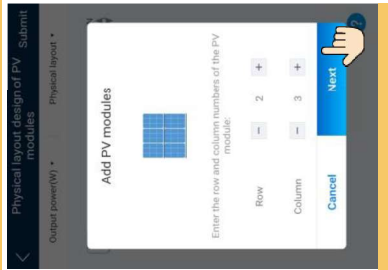 Physical layout design of PV
modules
Submit
Output power(W) *
Physical layout *
N
Add PV modules
Enter the row and column numbers of the PV
module:
Row
−
2
+
Column
−
3
+
Cancel
Next
?